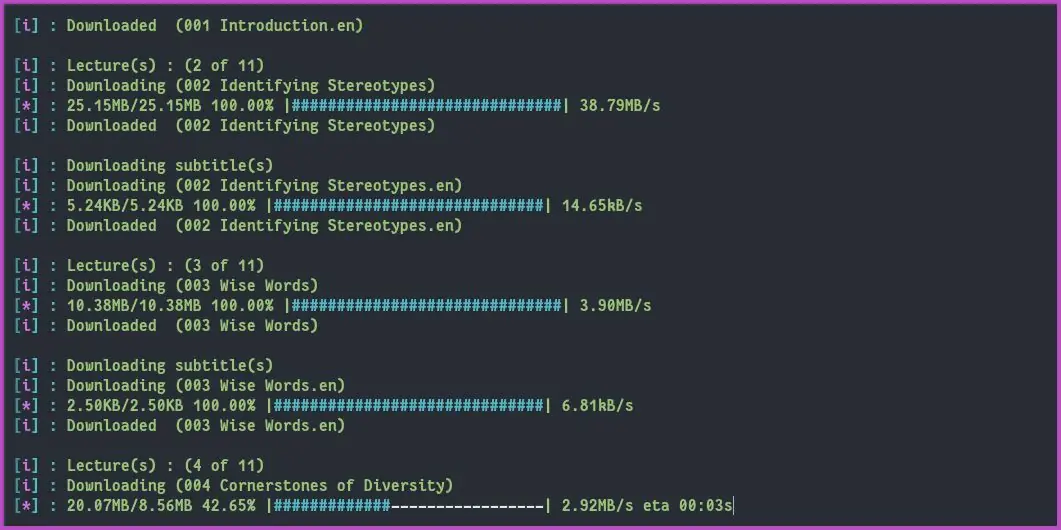 [i] : Downloaded  (001 Introduction.en)
[i] : Lecture(s) : (2 of 11)
[i] : Downloading (002 Identifying Stereotypes)
[*] : 25.15MB/25.15MB 100.00% |##############################| 38.79MB/s
[i] : Downloaded  (002 Identifying Stereotypes)
[i] : Downloading subtitle(s)
[i] : Downloading (002 Identifying Stereotypes.en)
[*] : 5.24KB/5.24KB 100.00% |##############################| 14.65kB/s
[i] : Downloaded  (002 Identifying Stereotypes.en)
[i] : Lecture(s) : (3 of 11)
[i] : Downloading (003 Wise Words)
[*] : 10.38MB/10.38MB 100.00% |##############################| 3.90MB/s
[i] : Downloaded  (003 Wise Words)
[i] : Downloading subtitle(s)
[i] : Downloading (003 Wise Words.en)
[*] : 2.50KB/2.50KB 100.00% |##############################| 6.81kB/s
[i] : Downloaded  (003 Wise Words.en)
[i] : Lecture(s) : (4 of 11)
[i] : Downloading (004 Cornerstones of Diversity)
[*] : 20.07MB/8.56MB 42.65% |#############-----------------| 2.92MB/s eta 00:03s